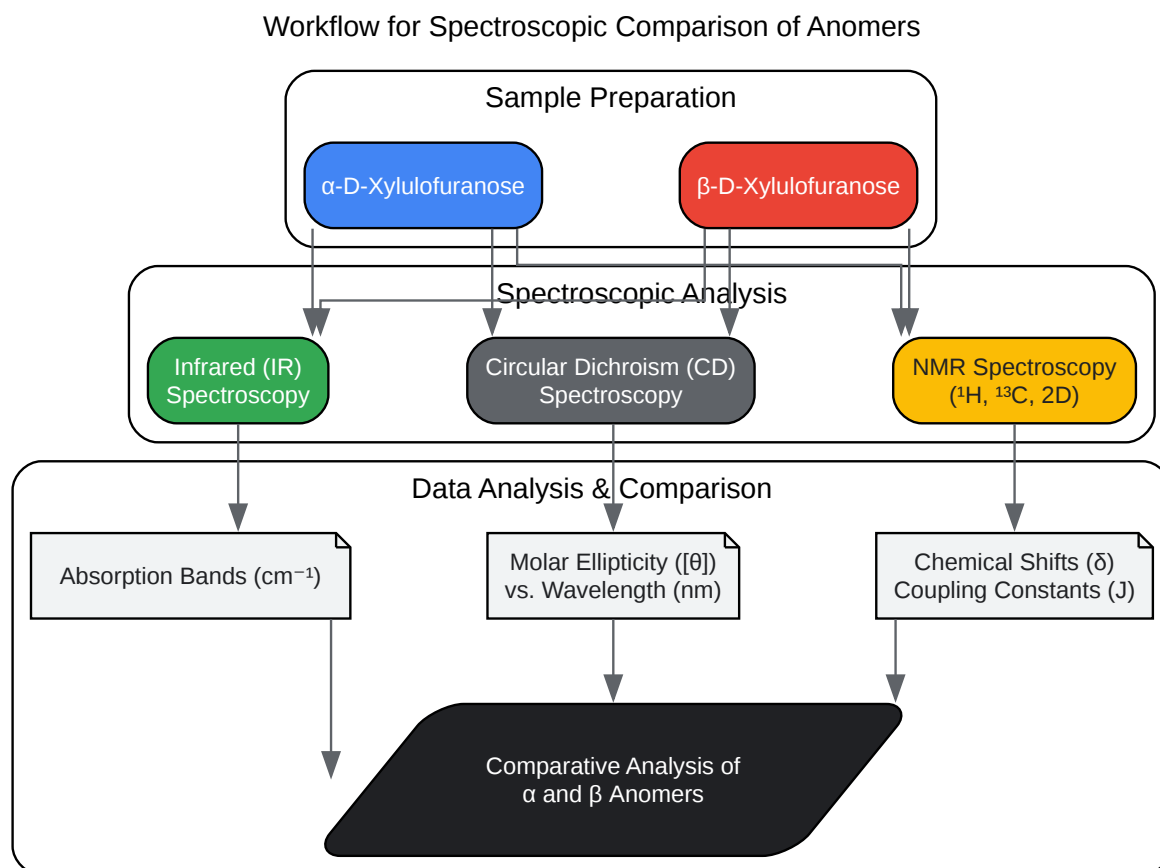 Workflow for Spectroscopic Comparison of Anomers
Sample Preparation
α-D-Xylulofuranose
β-D-Xylulofuranose
Spectroscopic Analysis
Infrared (IR)
Spectroscopy
Circular Dichroism (CD)
Spectroscopy
NMR Spectroscopy
(¹H, ¹³C, 2D)
Data Analysis & Comparison
Absorption Bands (cm⁻¹)
Molar Ellipticity ([θ])
vs. Wavelength (nm)
Chemical Shifts (δ)
Coupling Constants (J)
Comparative Analysis of
α and β Anomers